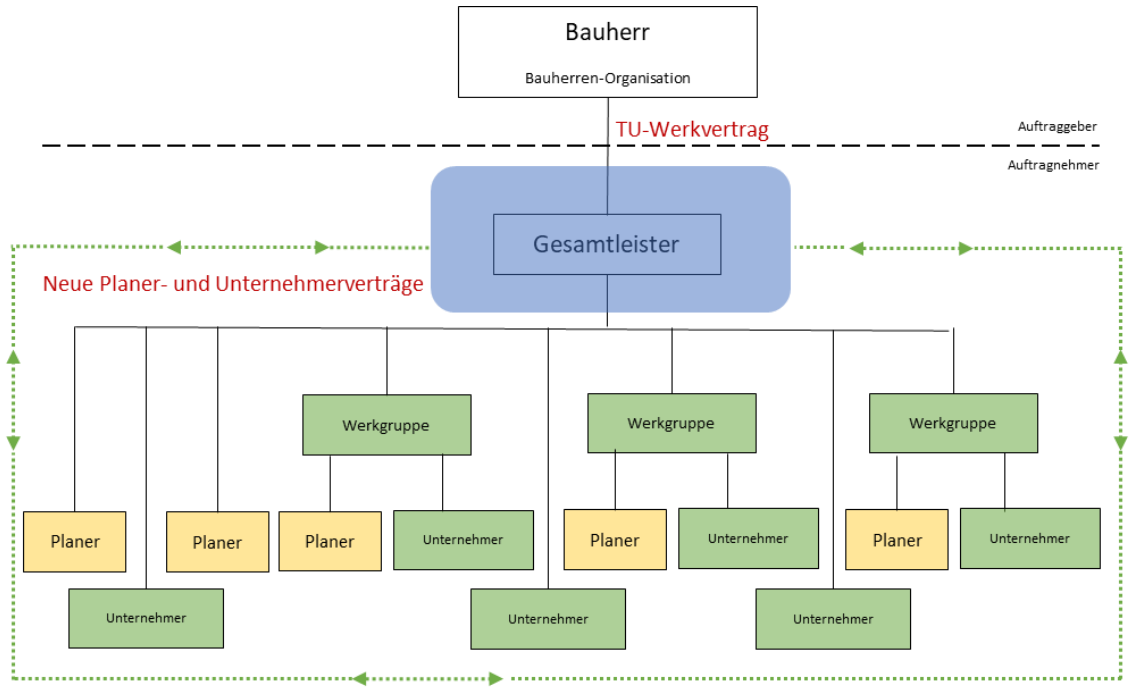 Bauherr
Bauherren-Organisation
TU-Werkvertrag
Auftraggeber
Auftragnehmer
Gesamtleister
Neue Planer- und Unternehmerverträge
Werkgruppe
Werkgruppe
Werkgruppe
Planer
Planer
Planer
Unternehmer
Planer
Unternehmer
Planer
Unternehmer
Unternehmer
Unternehmer
Unternehmer